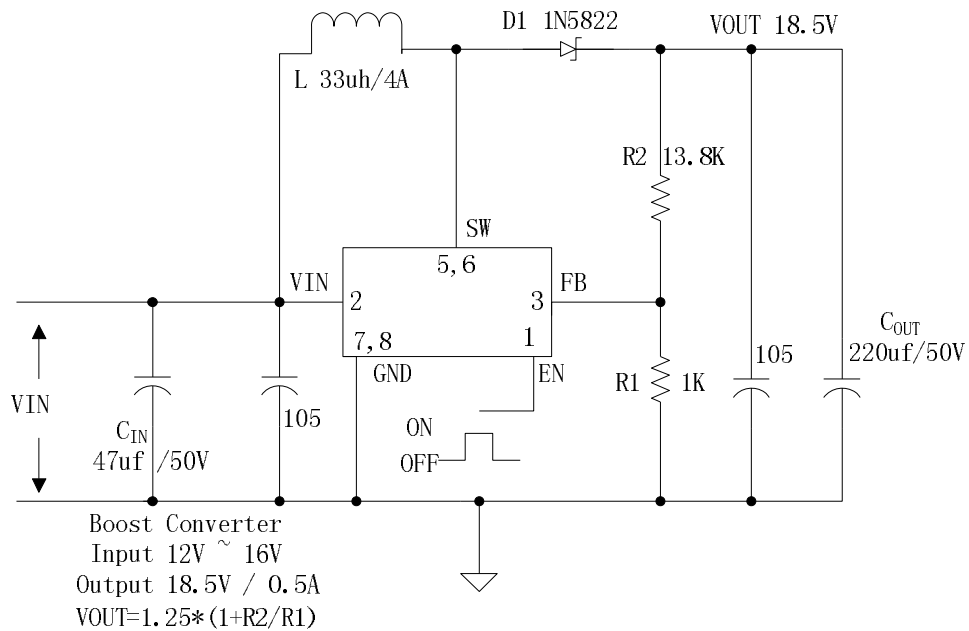 D1 1N5822
VOUT 18.5V
L 33uh/4A
R2 13.8K
SW
5,6
VIN
2
3
FB
7,8
1
GND
EN
COUT
220uf/50V
105
R1 1K
VIN
105
ON
OFF
CIN
47uf /50V
Boost Converter
Input 12V ~ 16V
Output 18.5V / 0.5A
VOUT=1.25*(1+R2/R1)